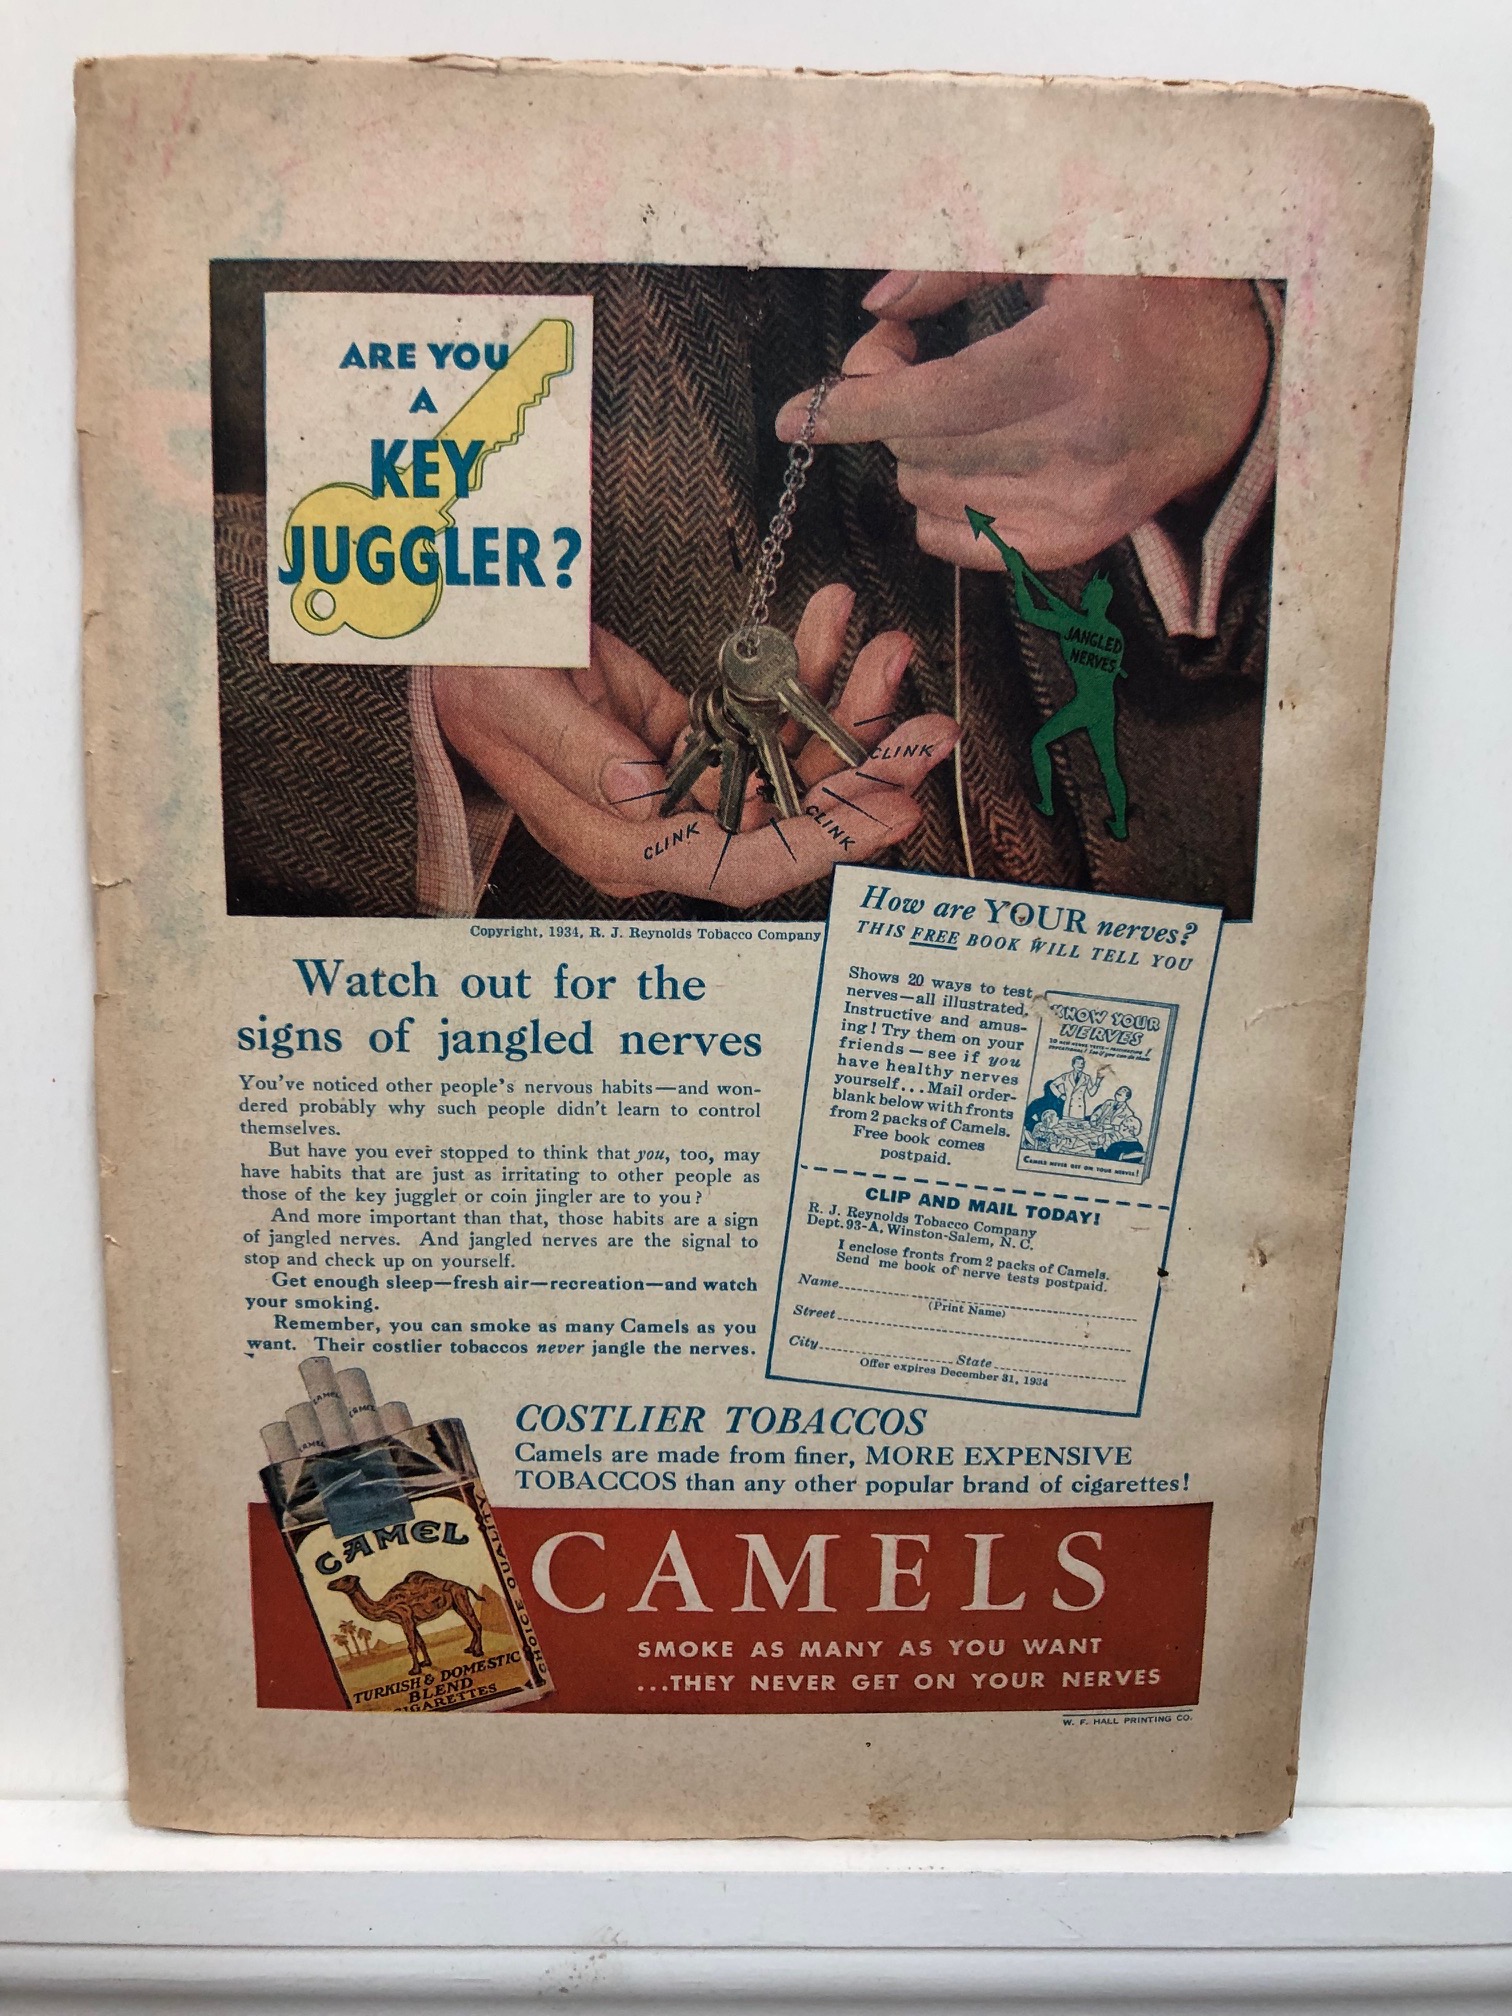 ARE YOU
A
KEY
JUGGLER?
JANGLED
NERVES
CLINK
CLINK
CLINK
Copyright, 1934, R. J. Reynolds Tobacco Company
Watch out for the
signs of jangled nerves
You've noticed other people's nervous habits—and won-
dered probably why such people didn't learn to control
themselves.
But have you ever stopped to think that you, too, may
have habits that are just as irritating to other people as
those of the key juggler or coin jingler are to you?
And more important than that, those habits are a sign
of jangled nerves. And jangled nerves are the signal to
stop and check up on yourself.
Get enough sleep—fresh air—recreation—and watch
your smoking.
Remember, you can smoke as many Camels as you
want. Their costlier tobaccos never jangle the nerves.
How are YOUR nerves?
THIS FREE BOOK WILL TELL YOU
Shows 20 ways to test
nerves—all illustrated.
Instructive and amus-
ing! Try them on your
friends—see if you
have healthy nerves
yourself...Mail order-
blank below with fronts
from 2 packs of Camels.
Free book comes
postpaid.
KNOW YOUR
NERVES
CAMELS NEVER GET ON YOUR NERVES!
CLIP AND MAIL TODAY!
R. J. Reynolds Tobacco Company
Dept. 93-A, Winston-Salem, N. C.
I enclose fronts from 2 packs of Camels.
Send me book of nerve tests postpaid.
Name
(Print Name)
Street
City State
Offer expires December 31, 1934
COSTLIER TOBACCOS
Camels are made from finer, MORE EXPENSIVE
TOBACCOS than any other popular brand of cigarettes!
CAMEL
CAMEL
CAMEL
CAMEL
CHOICE QUALITY
TURKISH & DOMESTIC
BLEND
CIGARETTES
CAMELS
SMOKE AS MANY AS YOU WANT
...THEY NEVER GET ON YOUR NERVES
W. F. HALL PRINTING CO.